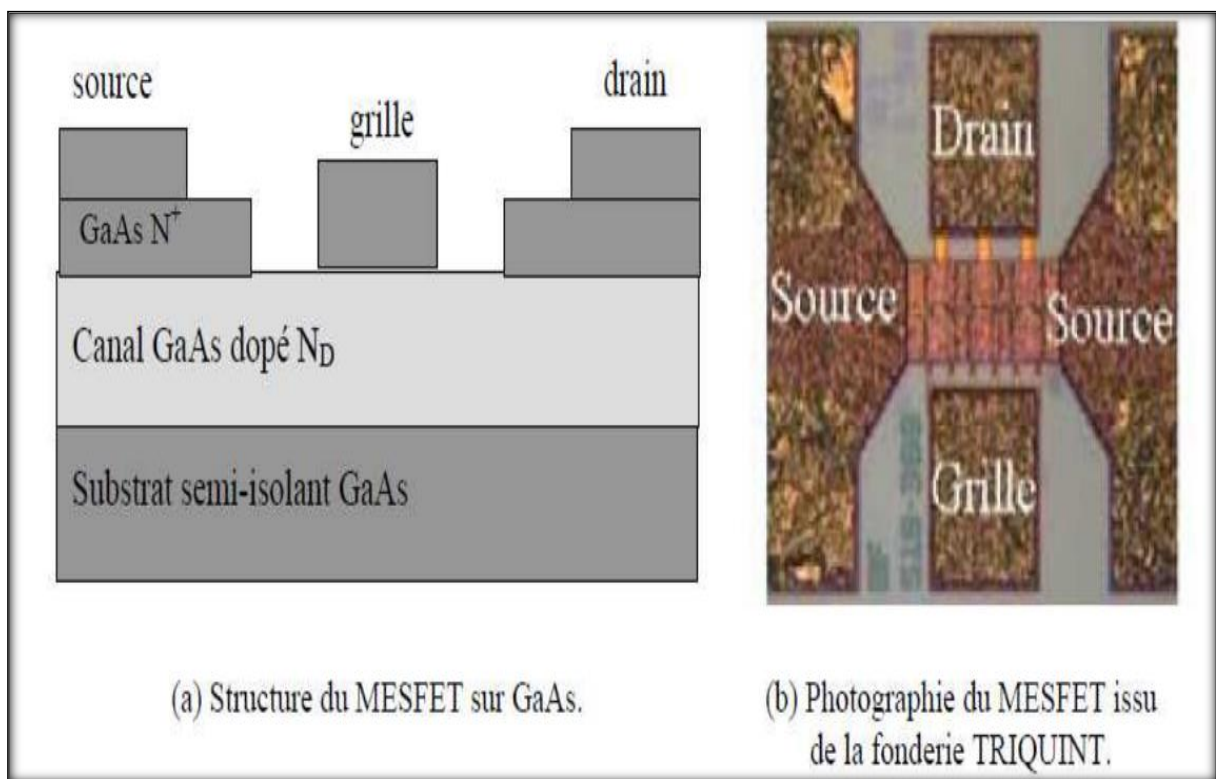 source
grille
drain
GaAs N⁺
Canal GaAs dopé N_D
Substrat semi-isolant GaAs
(a) Structure du MESFET sur GaAs.
Drain
Source
Source
Grille
(b) Photographie du MESFET issu
de la fonderie TRIQUINT.